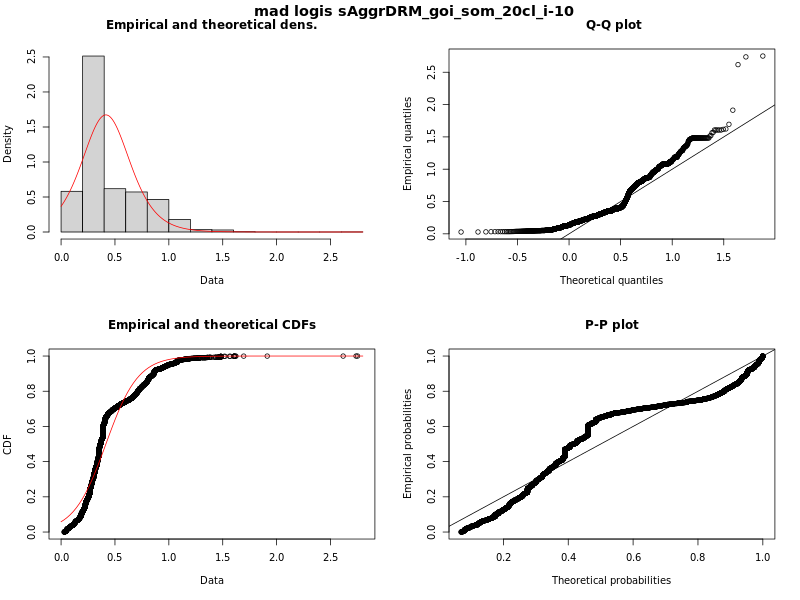 mad logis sAggrDRM_goi_som_20cl_i-10
Empirical and theoretical dens.
Density
0.0 0.5 1.0 1.5 2.0 2.5
0.0 0.5 1.0 1.5 2.0 2.5
Data
Q-Q plot
Empirical quantiles
0.0 0.5 1.0 1.5 2.0 2.5
-1.0 -0.5 0.0 0.5 1.0 1.5
Theoretical quantiles
Empirical and theoretical CDFs
CDF
0.0 0.2 0.4 0.6 0.8 1.0
0.0 0.5 1.0 1.5 2.0 2.5
Data
P-P plot
Empirical probabilities
0.0 0.2 0.4 0.6 0.8 1.0
0.2 0.4 0.6 0.8 1.0
Theoretical probabilities